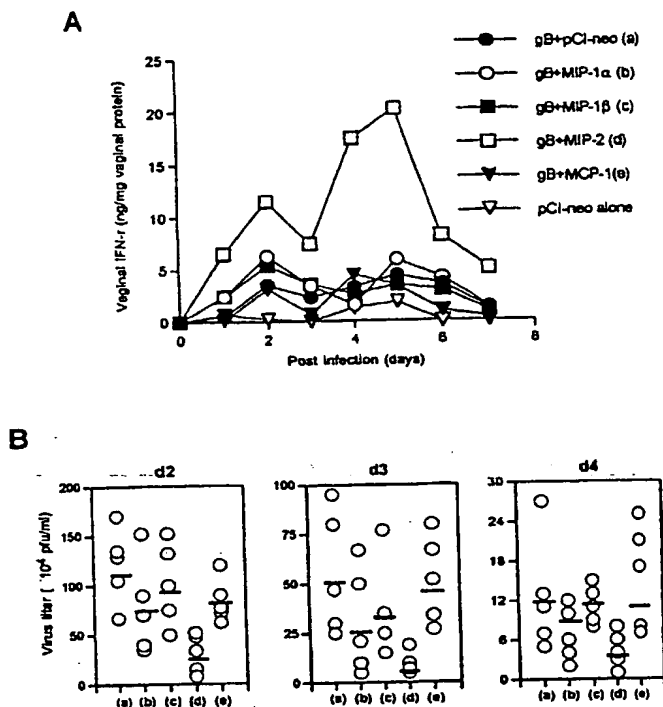 A
gB+pCI-neo (a)
gB+MIP-1α (b)
gB+MIP-1β (c)
gB+MIP-2 (d)
gB+MCP-1(e)
pCI-neo alone
Vaginal IFN-r (ng/mg vaginal protein)
25
20
15
10
5
0
0 2 4 6 8
Post Infection (days)
B
d2 d3 d4
Virus titer ( 10⁴ pfu/ml)
200
150
100
50
0
(a) (b) (c) (d) (e)
100
75
50
25
0
(a) (b) (c) (d) (e)
30
24
18
12
6
0
(a) (b) (c) (d) (e)